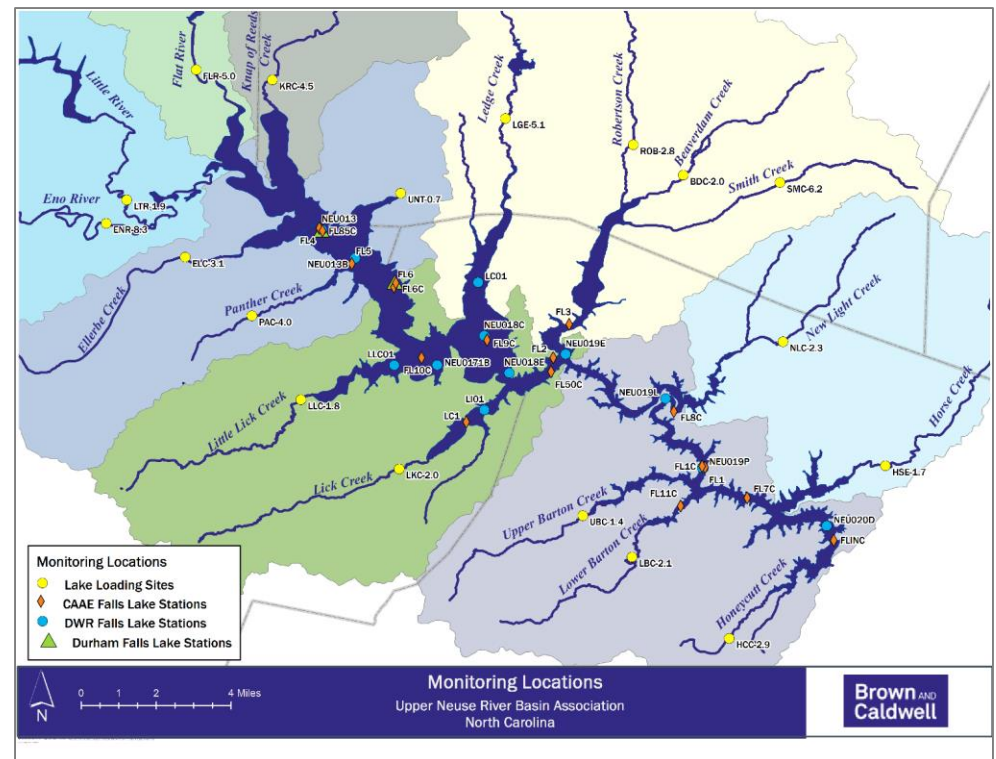 Flat River
Knap of Reeds
Creek
Little River
FLR-5.0
KRC-4.5
Ledge Creek
LGE-5.1
Robertson Creek
ROB-2.8
Beaverdam Creek
BDC-2.0
Smith Creek
SMC-6.2
Eno River
LTR-1.9
ENR-8.3
UNT-0.7
NEU013
FL85C
FL4
ELC-3.1
Ellerbe Creek
FL5
NEU013B
FL6
FL6C
LC01
Panther Creek
PAC-4.0
FL3
NEU018C
FL9C
FL2
NEU019E
New Light Creek
NLC-2.3
LLC01
FL10C
NEU0171B
NEU018E
FL50C
Little Lick Creek
LLC-1.8
LI01
LC1
NEU019L
FL8C
Horse Creek
Lick Creek
LKC-2.0
FL1C
NEU019P
FL1
HSE-1.7
Upper Barton Creek
UBC-1.4
FL11C
FL7C
Lower Barton Creek
LBC-2.1
NEU020D
FLINC
Honeycutt Creek
HCC-2.9
Monitoring Locations
Lake Loading Sites
CAAE Falls Lake Stations
DWR Falls Lake Stations
Durham Falls Lake Stations
N
0 1 2 4 Miles
Monitoring Locations
Upper Neuse River Basin Association
North Carolina
Brown AND
Caldwell